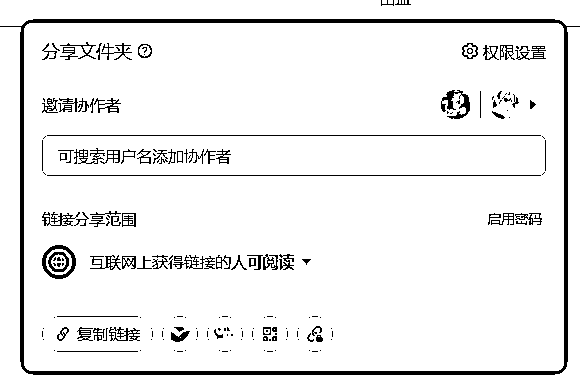 分享文件夹
权限设置
邀请协作者
可搜索用户名添加协作者
链接分享范围
启用密码
互联网上获得链接的人可阅读
复制链接